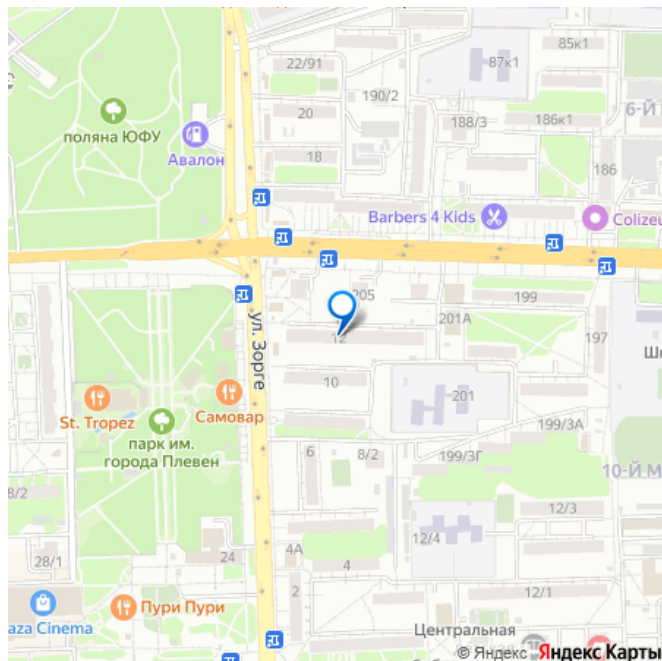 85к1
22/91
87к1
190/2
6-Й
20
188/3
186к1
поляна ЮФУ
Авалон
18
186
Barbers 4 Kids
Colizeu
205
199
201А
12
197
ул. Зорге
10
201
St. Tropez
Самовар
199/3А
парк им.
города Плевен
6
8/2
199/3Г
10-Й М
8/2
12/3
12/4
4А
28/1
24
4
2
12/1
Пури Пури
aza Cinema
Центральная
© Яндекс Яндекс Карты